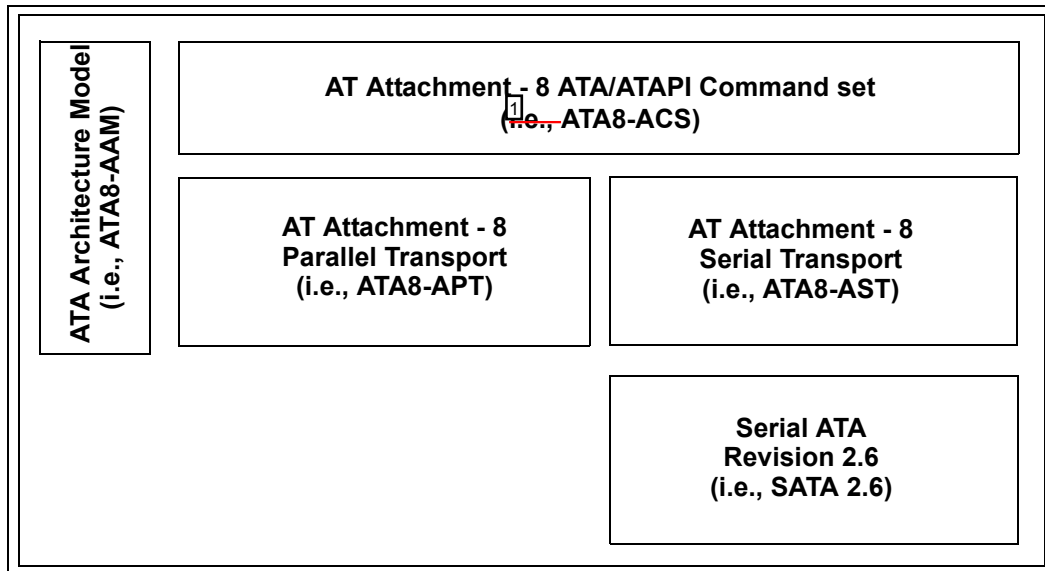 ATA Architecture Model
(i.e., ATA8-AAM)
AT Attachment - 8 ATA/ATAPI Command set
1
(i.e., ATA8-ACS)
AT Attachment - 8
Parallel Transport
(i.e., ATA8-APT)
AT Attachment - 8
Serial Transport
(i.e., ATA8-AST)
Serial ATA
Revision 2.6
(i.e., SATA 2.6)